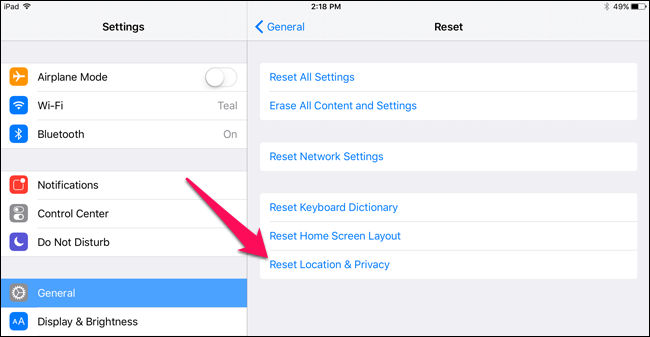 iPad 2:18 PM 49%
Settings
General Reset
Airplane Mode
Wi-Fi Teal
Bluetooth On
Notifications
Control Center
Do Not Disturb
General
AA Display & Brightness
Reset All Settings
Erase All Content and Settings
Reset Network Settings
Reset Keyboard Dictionary
Reset Home Screen Layout
Reset Location & Privacy